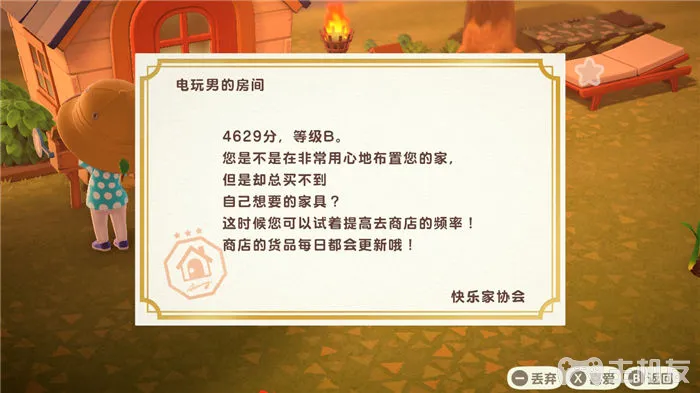 电玩男的房间
4629分，等级B。
您是不是在非常用心地布置您的家，
但是却总买不到
自己想要的家具？
这时候您可以试着提高去商店的频率！
商店的货品每日都会更新哦！
快乐家协会
－丢弃 X喜爱 B返回